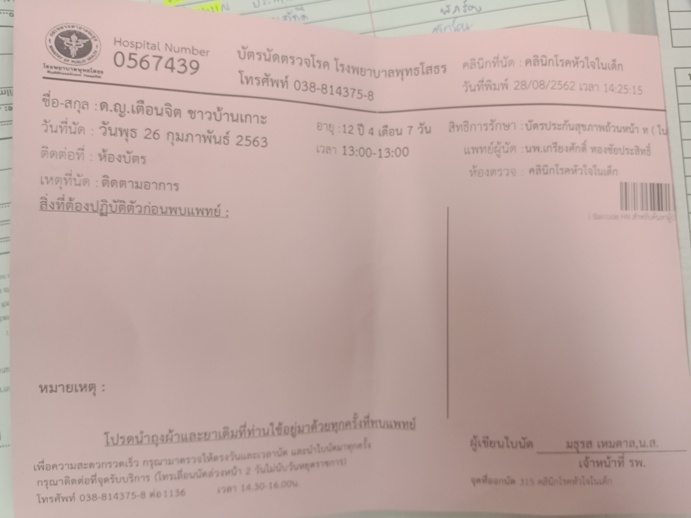 Hospital Number
0567439
บัตรนัดตรวจโรค โรงพยาบาลพุทธโสธร
โทรศัพท์ 038-814375-8
คลินิกที่นัด : คลินิกโรคหัวใจในเด็ก
วันที่พิมพ์ 28/08/2562 เวลา 14:25:15
ชื่อ-สกุล : ด.ญ.เตือนจิต ชาวบ้านเกาะ
วันที่นัด : วันพุธ 26 กุมภาพันธ์ 2563
อายุ : 12 ปี 4 เดือน 7 วัน
เวลา 13:00-13:00
สิทธิการรักษา : บัตรประกันสุขภาพถ้วนหน้า ท ( ใน
แพทย์ผู้นัด : นพ.เกรียงศักดิ์ ทองชัยประสิทธิ์
ห้องตรวจ : คลินิกโรคหัวใจในเด็ก
ติดต่อที่ : ห้องบัตร
เหตุที่นัด : ติดตามอาการ
สิ่งที่ต้องปฏิบัติตัวก่อนพบแพทย์ :
หมายเหตุ :
โปรดนำถุงผ้าและยาเดิมที่ท่านใช้อยู่มาด้วยทุกครั้งที่พบแพทย์
เพื่อความสะดวกรวดเร็ว กรุณามาตรวจให้ตรงวันและเวลานัด และนำใบนัดมาทุกครั้ง
กรุณาติดต่อที่จุดรับบริการ (โทรเลื่อนนัดล่วงหน้า 2 วันไม่นับวันหยุดราชการ)
โทรศัพท์ 038-814375-8 ต่อ 1136 เวลา 14.30-16.00น.
ผู้เขียนใบนัด มธุรส เหมตาล,น.ส.
เจ้าหน้าที่ รพ.
จุดที่ออกนัด 315 คลินิกโรคหัวใจในเด็ก